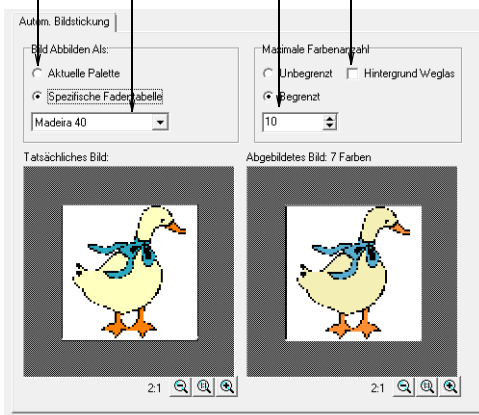 Autom. Bildstickung
Bild Abbilden Als:
Aktuelle Palette
Spezifische Fadentabelle
Madeira 40
Maximale Farbenanzahl
Unbegrenzt
Hintergrund Weglas
Begrenzt
10
Tatsächliches Bild:
Abgebildetes Bild: 7 Farben
2:1
2:1